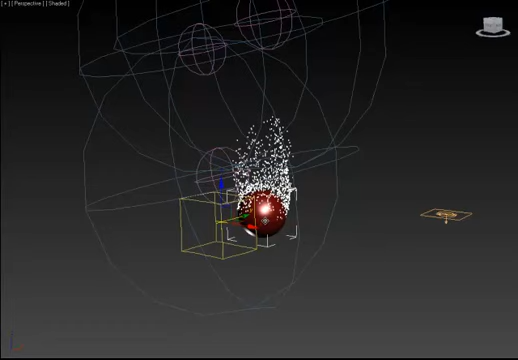 [ + ] [ Perspective ] [ Shaded ]